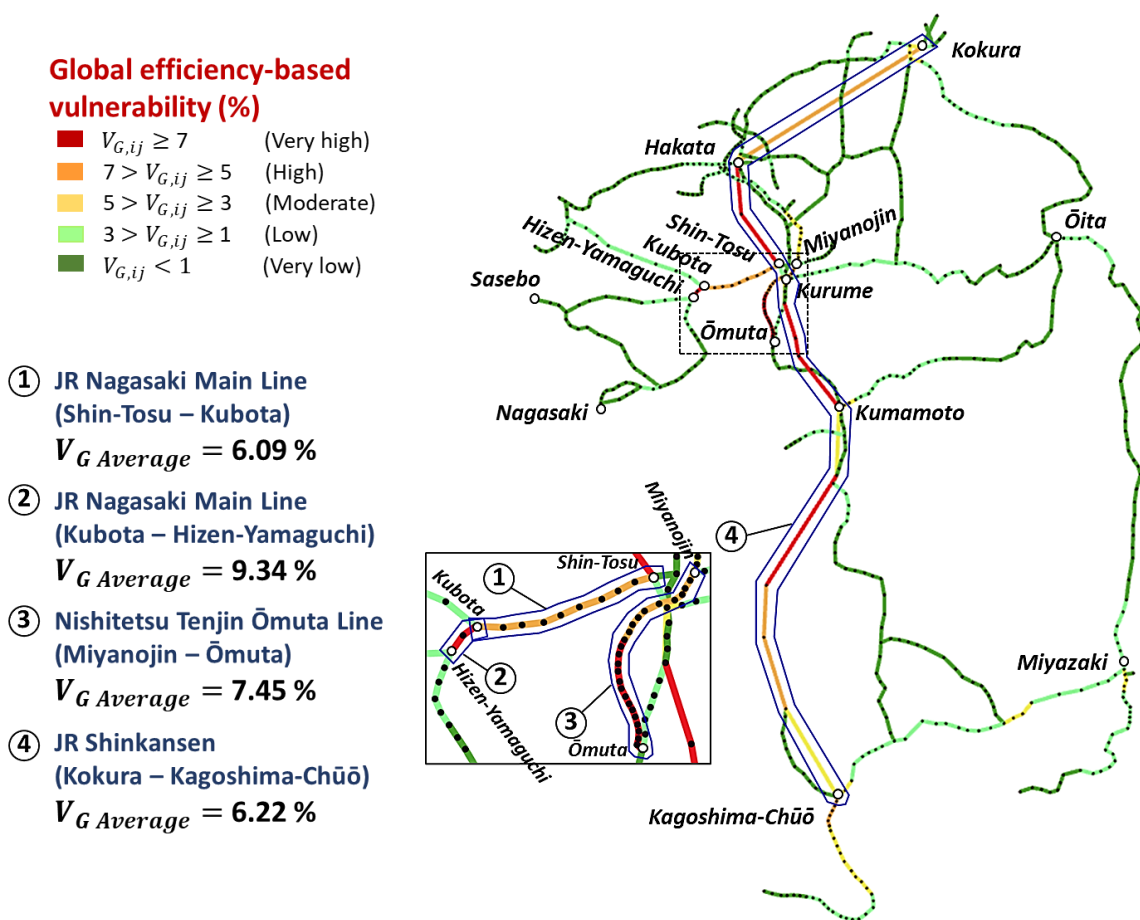 Global efficiency-based
vulnerability (%)
V_{G,ij} ≥ 7 (Very high)
7 > V_{G,ij} ≥ 5 (High)
5 > V_{G,ij} ≥ 3 (Moderate)
3 > V_{G,ij} ≥ 1 (Low)
V_{G,ij} < 1 (Very low)
① JR Nagasaki Main Line
(Shin-Tosu – Kubota)
V_{G Average} = 6.09 %
② JR Nagasaki Main Line
(Kubota – Hizen-Yamaguchi)
V_{G Average} = 9.34 %
③ Nishitetsu Tenjin Ōmuta Line
(Miyanojin – Ōmuta)
V_{G Average} = 7.45 %
④ JR Shinkansen
(Kokura – Kagoshima-Chūō)
V_{G Average} = 6.22 %
Kokura
Hakata
Shin-Tosu
Miyanojin
Ōita
Hizen-Yamaguchi
Kubota
Sasebo
Kurume
Ōmuta
Nagasaki
Kumamoto
④
Miyazaki
Kagoshima-Chūō
Miyanojin
Shin-Tosu
①
Kubota
②
Hizen-Yamaguchi
③
Ōmuta